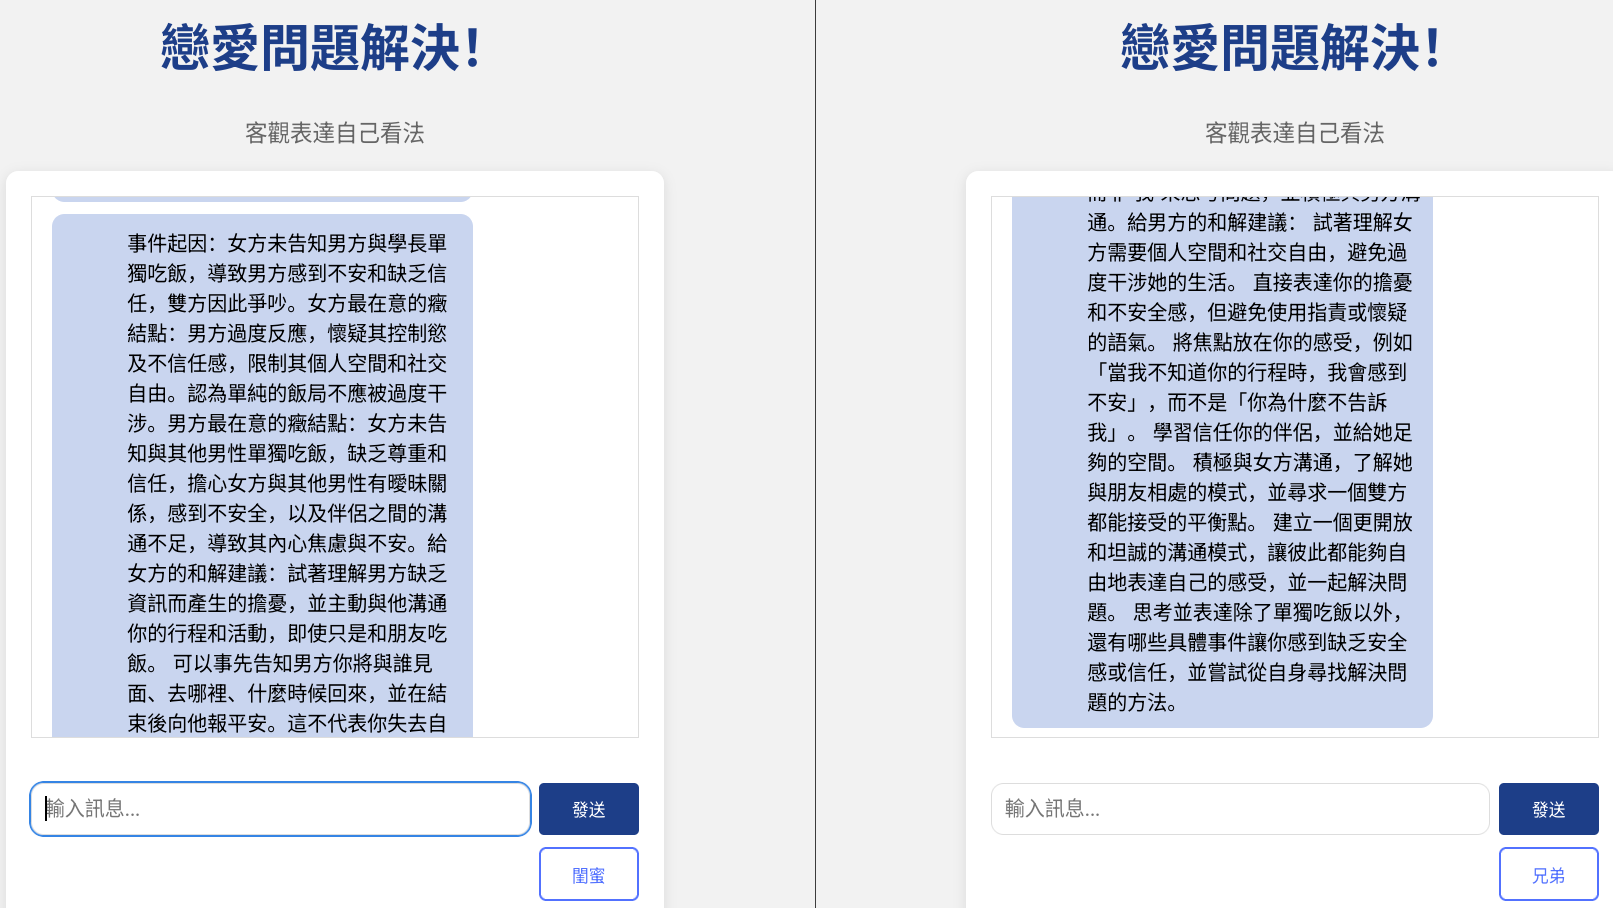 戀愛問題解決！
客觀表達自己看法
事件起因：女方未告知男方與學長單
獨吃飯，導致男方感到不安和缺乏信
任，雙方因此爭吵。女方最在意的癥
結點：男方過度反應，懷疑其控制慾
及不信任感，限制其個人空間和社交
自由。認為單純的飯局不應被過度干
涉。男方最在意的癥結點：女方未告
知與其他男性單獨吃飯，缺乏尊重和
信任，擔心女方與其他男性有曖昧關
係，感到不安全，以及伴侶之間的溝
通不足，導致其內心焦慮與不安。給
女方的和解建議：試著理解男方缺乏
資訊而產生的擔憂，並主動與他溝通
你的行程和活動，即使只是和朋友吃
飯。 可以事先告知男方你將與誰見
面、去哪裡、什麼時候回來，並在結
束後向他報平安。這不代表你失去自
輸入訊息...
發送
閨蜜
戀愛問題解決！
客觀表達自己看法
通。給男方的和解建議： 試著理解女
方需要個人空間和社交自由，避免過
度干涉她的生活。 直接表達你的擔憂
和不安全感，但避免使用指責或懷疑
的語氣。 將焦點放在你的感受，例如
「當我不知道你的行程時，我會感到
不安」，而不是「你為什麼不告訴
我」。 學習信任你的伴侶，並給她足
夠的空間。 積極與女方溝通，了解她
與朋友相處的模式，並尋求一個雙方
都能接受的平衡點。 建立一個更開放
和坦誠的溝通模式，讓彼此都能夠自
由地表達自己的感受，並一起解決問
題。 思考並表達除了單獨吃飯以外，
還有哪些具體事件讓你感到缺乏安全
感或信任，並嘗試從自身尋找解決問
題的方法。
輸入訊息...
發送
兄弟